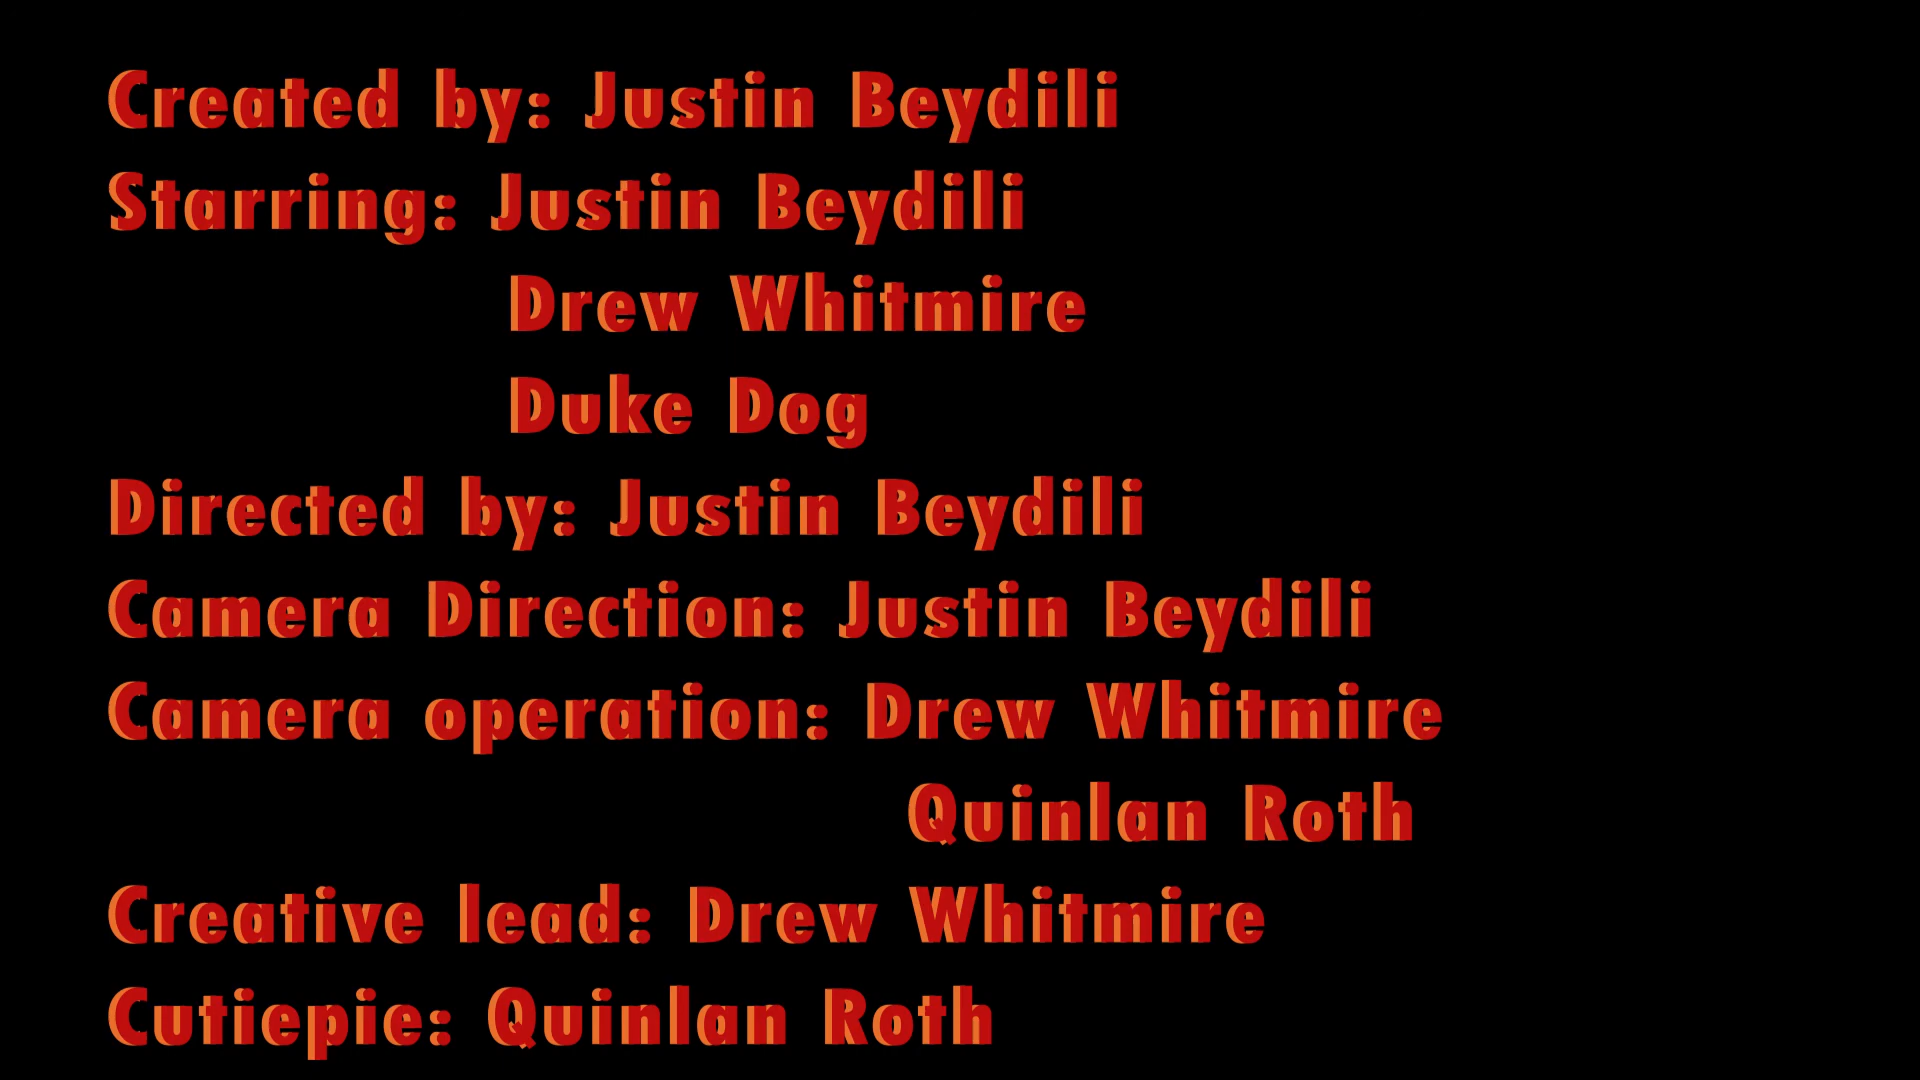 Created by: Justin Beydili
Starring: Justin Beydili
Drew Whitmire
Duke Dog
Directed by: Justin Beydili
Camera Direction: Justin Beydili
Camera operation: Drew Whitmire
Quinlan Roth
Creative lead: Drew Whitmire
Cutiepie: Quinlan Roth